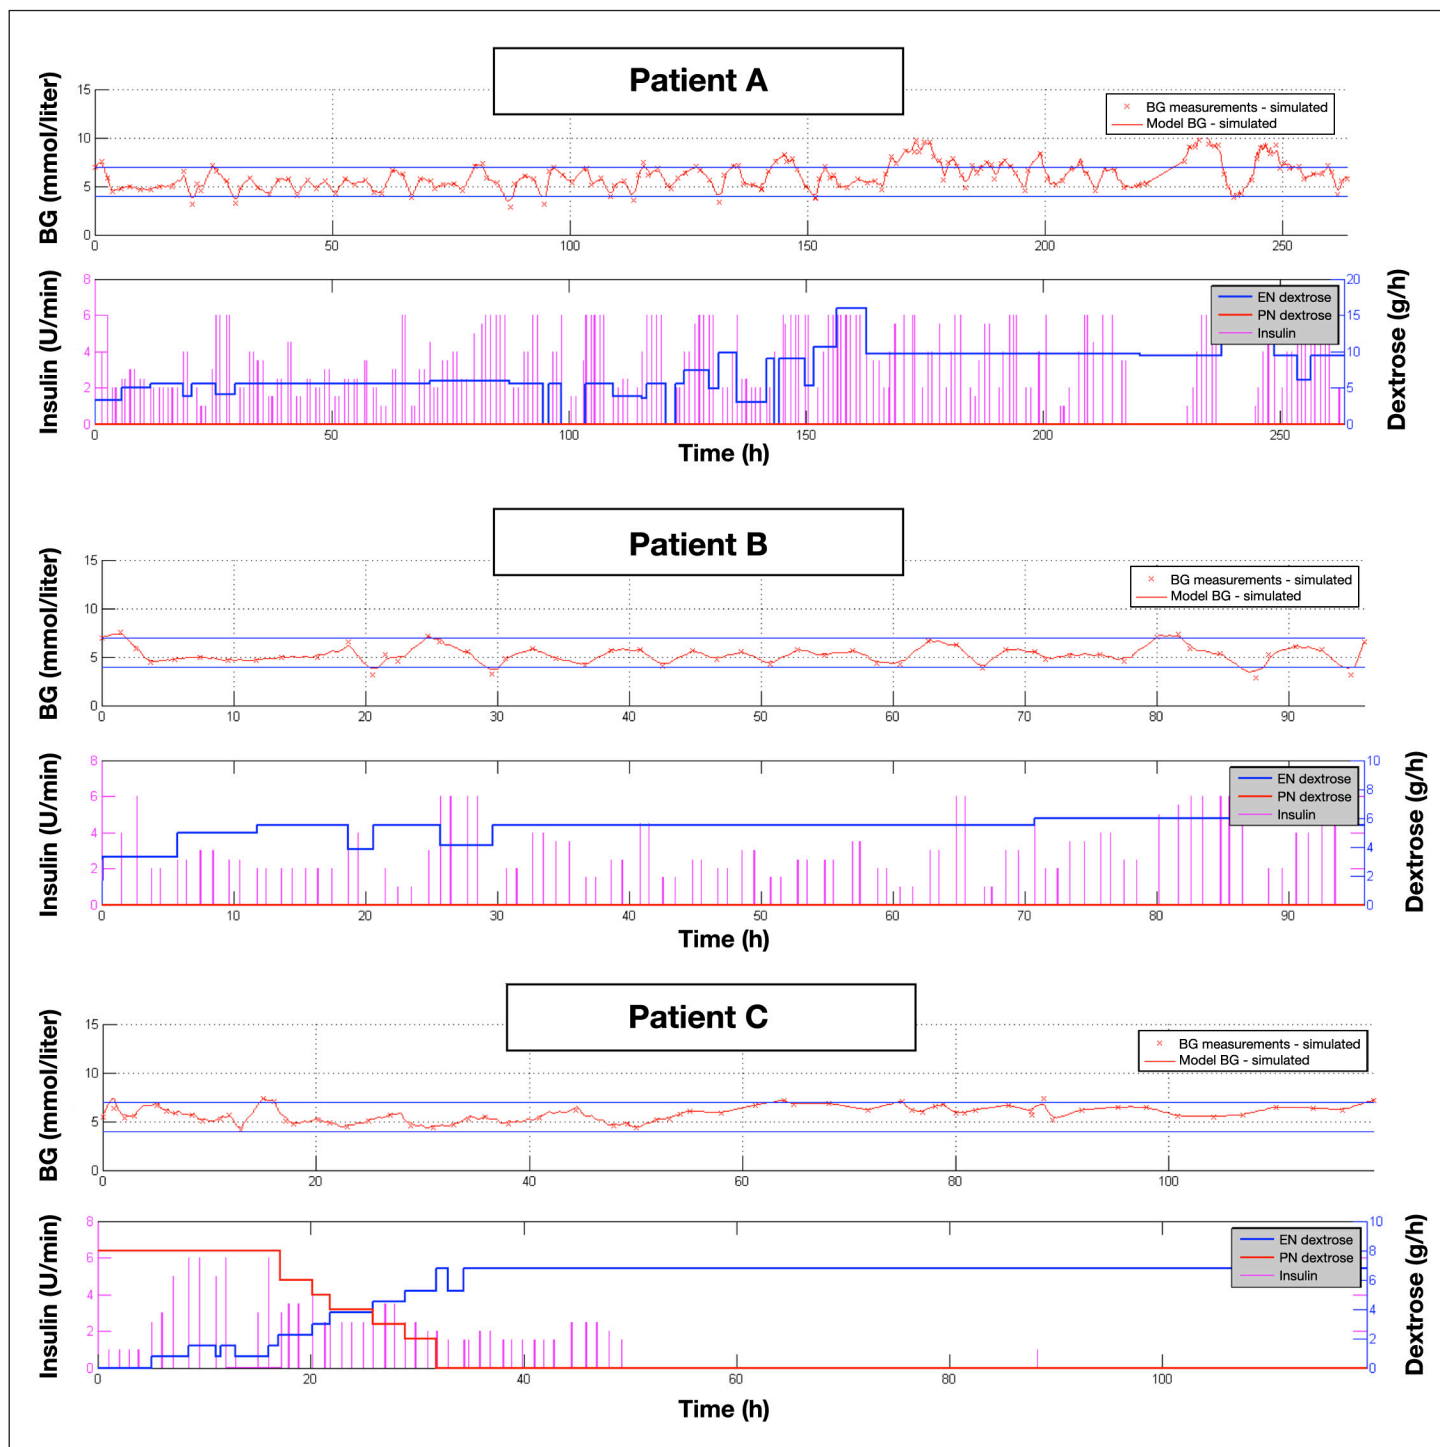 Patient A
BG (mmol/liter)
15
10
5
0
BG measurements - simulated
Model BG - simulated
0 50 100 150 200 250
Insulin (U/min)
8
6
4
2
0
20
15
10
5
0
Dextrose (g/h)
EN dextrose
PN dextrose
Insulin
0 50 100 150 200 250
Time (h)
Patient B
BG (mmol/liter)
15
10
5
0
BG measurements - simulated
Model BG - simulated
0 10 20 30 40 50 60 70 80 90
Insulin (U/min)
8
6
4
2
0
10
8
6
4
2
0
Dextrose (g/h)
EN dextrose
PN dextrose
Insulin
0 10 20 30 40 50 60 70 80 90
Time (h)
Patient C
BG (mmol/liter)
15
10
5
0
BG measurements - simulated
Model BG - simulated
0 20 40 60 80 100
Insulin (U/min)
8
6
4
2
0
10
8
6
4
2
0
Dextrose (g/h)
EN dextrose
PN dextrose
Insulin
0 20 40 60 80 100
Time (h)